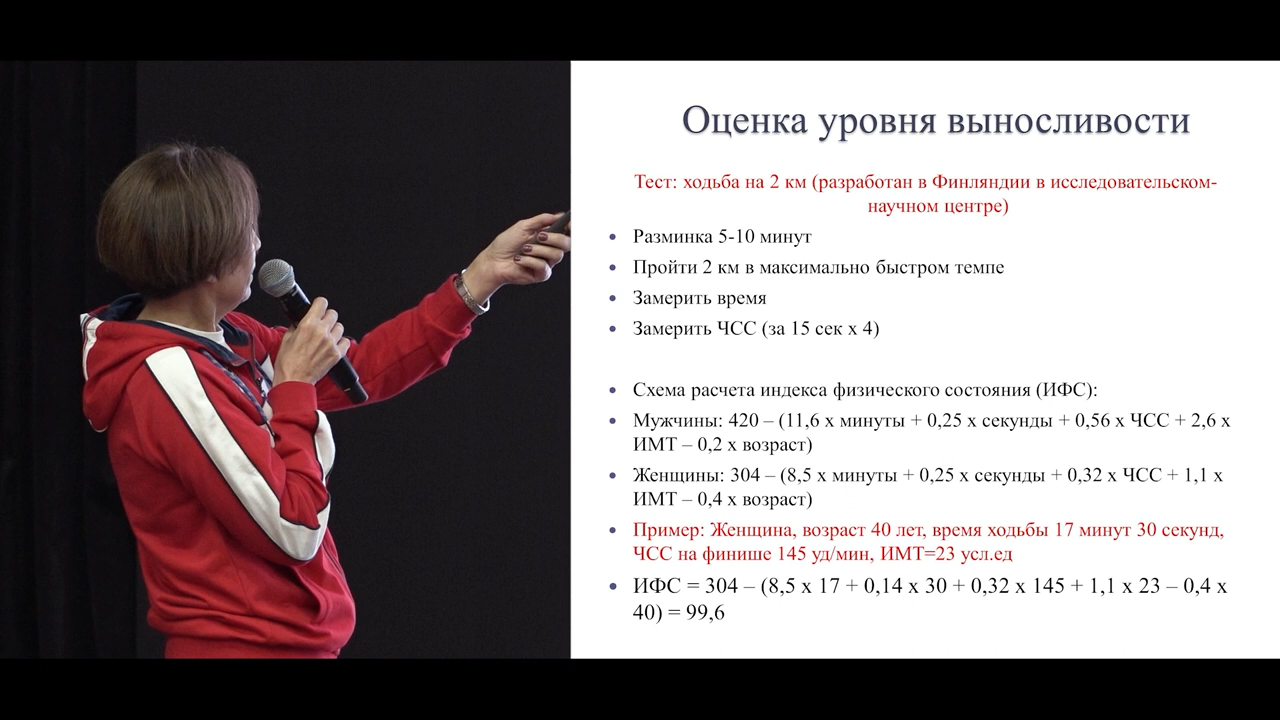 Оценка уровня выносливости
Тест: ходьба на 2 км (разработан в Финляндии в исследовательском-
научном центре)
• Разминка 5-10 минут
• Пройти 2 км в максимально быстром темпе
• Замерить время
• Замерить ЧСС (за 15 сек х 4)
• Схема расчета индекса физического состояния (ИФС):
• Мужчины: 420 – (11,6 х минуты + 0,25 х секунды + 0,56 х ЧСС + 2,6 х
ИМТ – 0,2 х возраст)
• Женщины: 304 – (8,5 х минуты + 0,25 х секунды + 0,32 х ЧСС + 1,1 х
ИМТ – 0,4 х возраст)
• Пример: Женщина, возраст 40 лет, время ходьбы 17 минут 30 секунд,
ЧСС на финише 145 уд/мин, ИМТ=23 усл.ед
• ИФС = 304 – (8,5 х 17 + 0,14 х 30 + 0,32 х 145 + 1,1 х 23 – 0,4 х
40) = 99,6